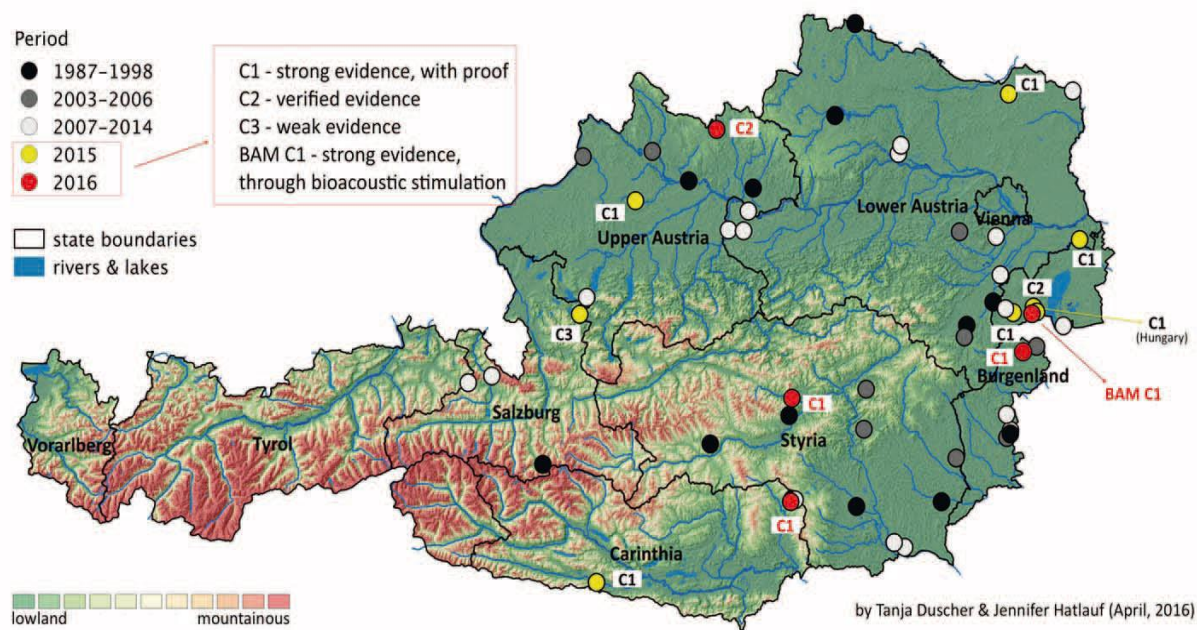 Period
1987–1998
2003–2006
2007–2014
2015
2016
C1 - strong evidence, with proof
C2 - verified evidence
C3 - weak evidence
BAM C1 - strong evidence,
through bioacoustic stimulation
state boundaries
rivers & lakes
C1
C2
C1
Lower Austria
Vienna
Upper Austria
C1
C2
C3
C1
C1
(Hungary)
C1
Burgenland
BAM C1
C1
Salzburg
Styria
Vorarlberg
Tyrol
C1
Carinthia
C1
lowland
mountainous
by Tanja Duscher & Jennifer Hatlauf (April, 2016)